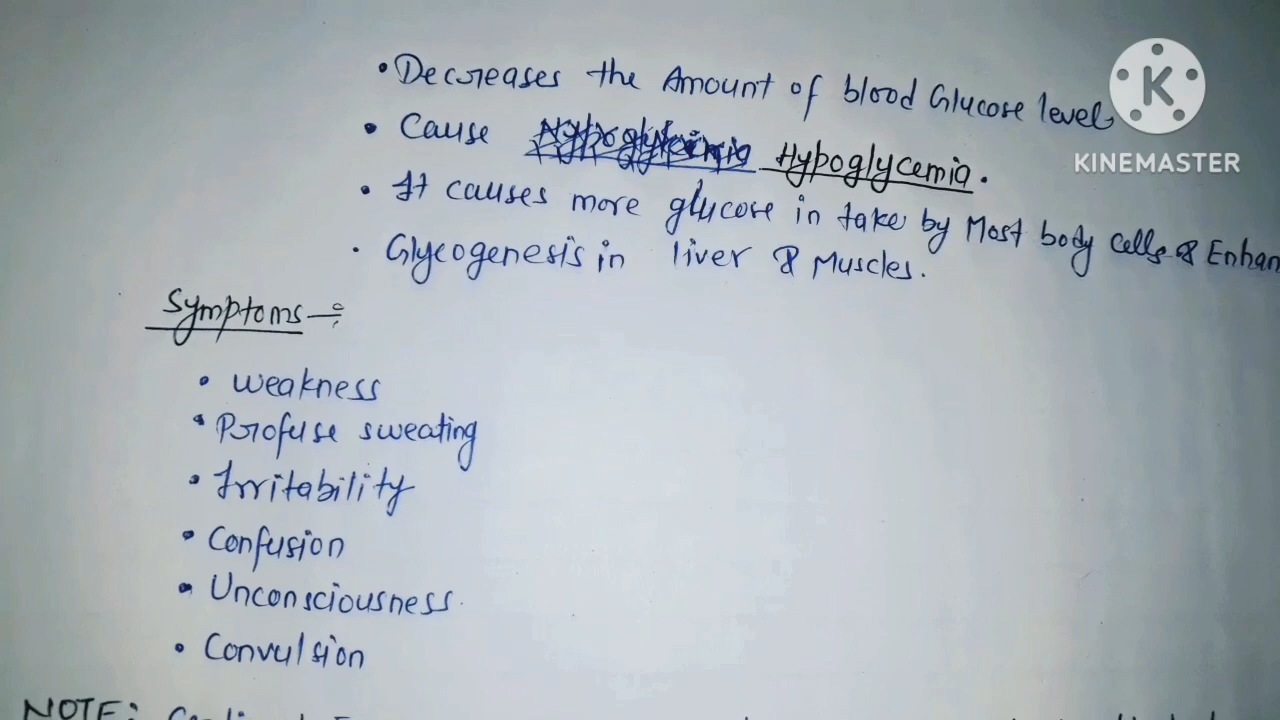 • Decreases the Amount of blood Glucose level
• Cause Hypoglycemia.
• It causes more glucose in take by Most body cells & Enhan
• Glycogenesis in liver & Muscles.
Symptoms :-
• Weakness
• Profuse sweating
• Irritability
• Confusion
• Unconsciousness.
• Convulsion
NOTE:
K
KINEMASTER